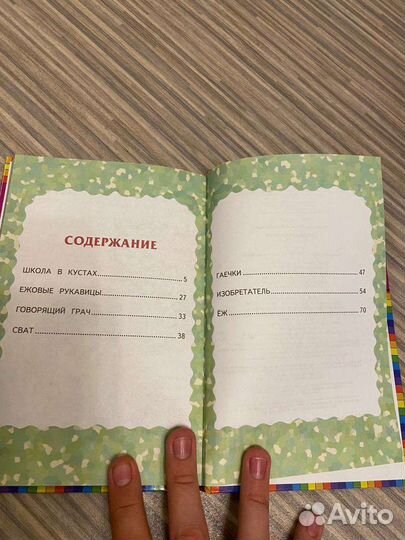 СОДЕРЖАНИЕ
ШКОЛА В КУСТАХ 5
ЕЖОВЫЕ РУКАВИЦЫ 27
ГОВОРЯЩИЙ ГРАЧ 33
СВАТ 38
ГАЕЧКИ 47
ИЗОБРЕТАТЕЛЬ 54
ЁЖ 70
Avito